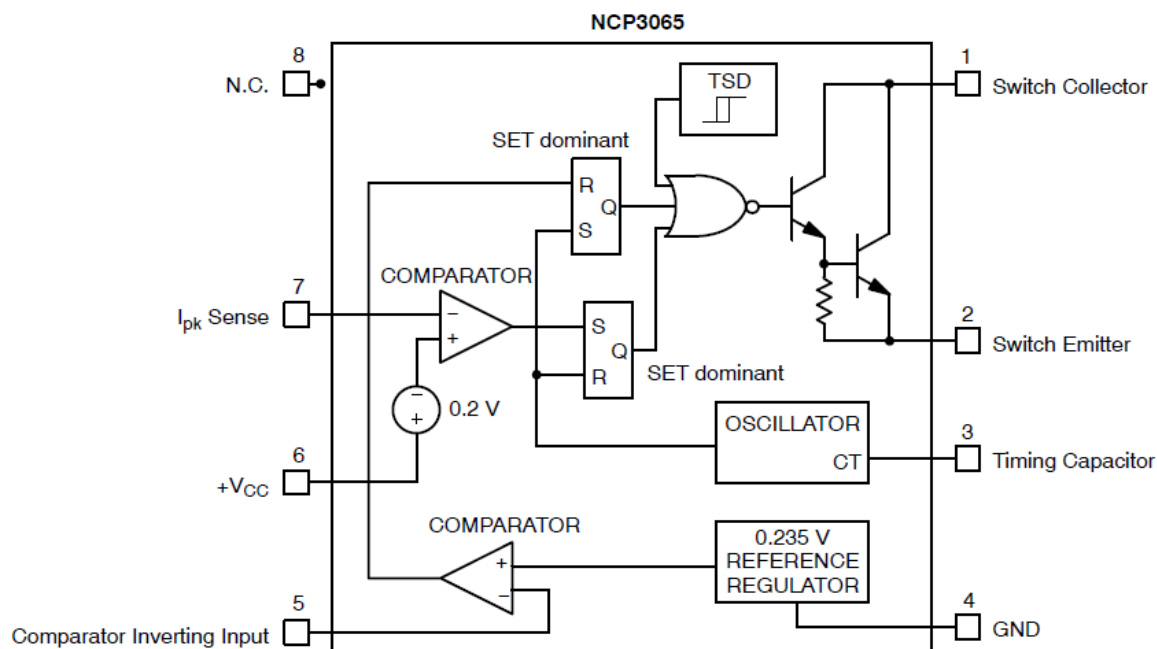 NCP3065
8
N.C.
1
Switch Collector
TSD
SET dominant
R
Q
S
COMPARATOR
7
Ipk Sense
−
+
S
Q
R
SET dominant
2
Switch Emitter
−
+
0.2 V
OSCILLATOR
CT
3
Timing Capacitor
6
+VCC
COMPARATOR
+
−
0.235 V
REFERENCE
REGULATOR
5
Comparator Inverting Input
4
GND